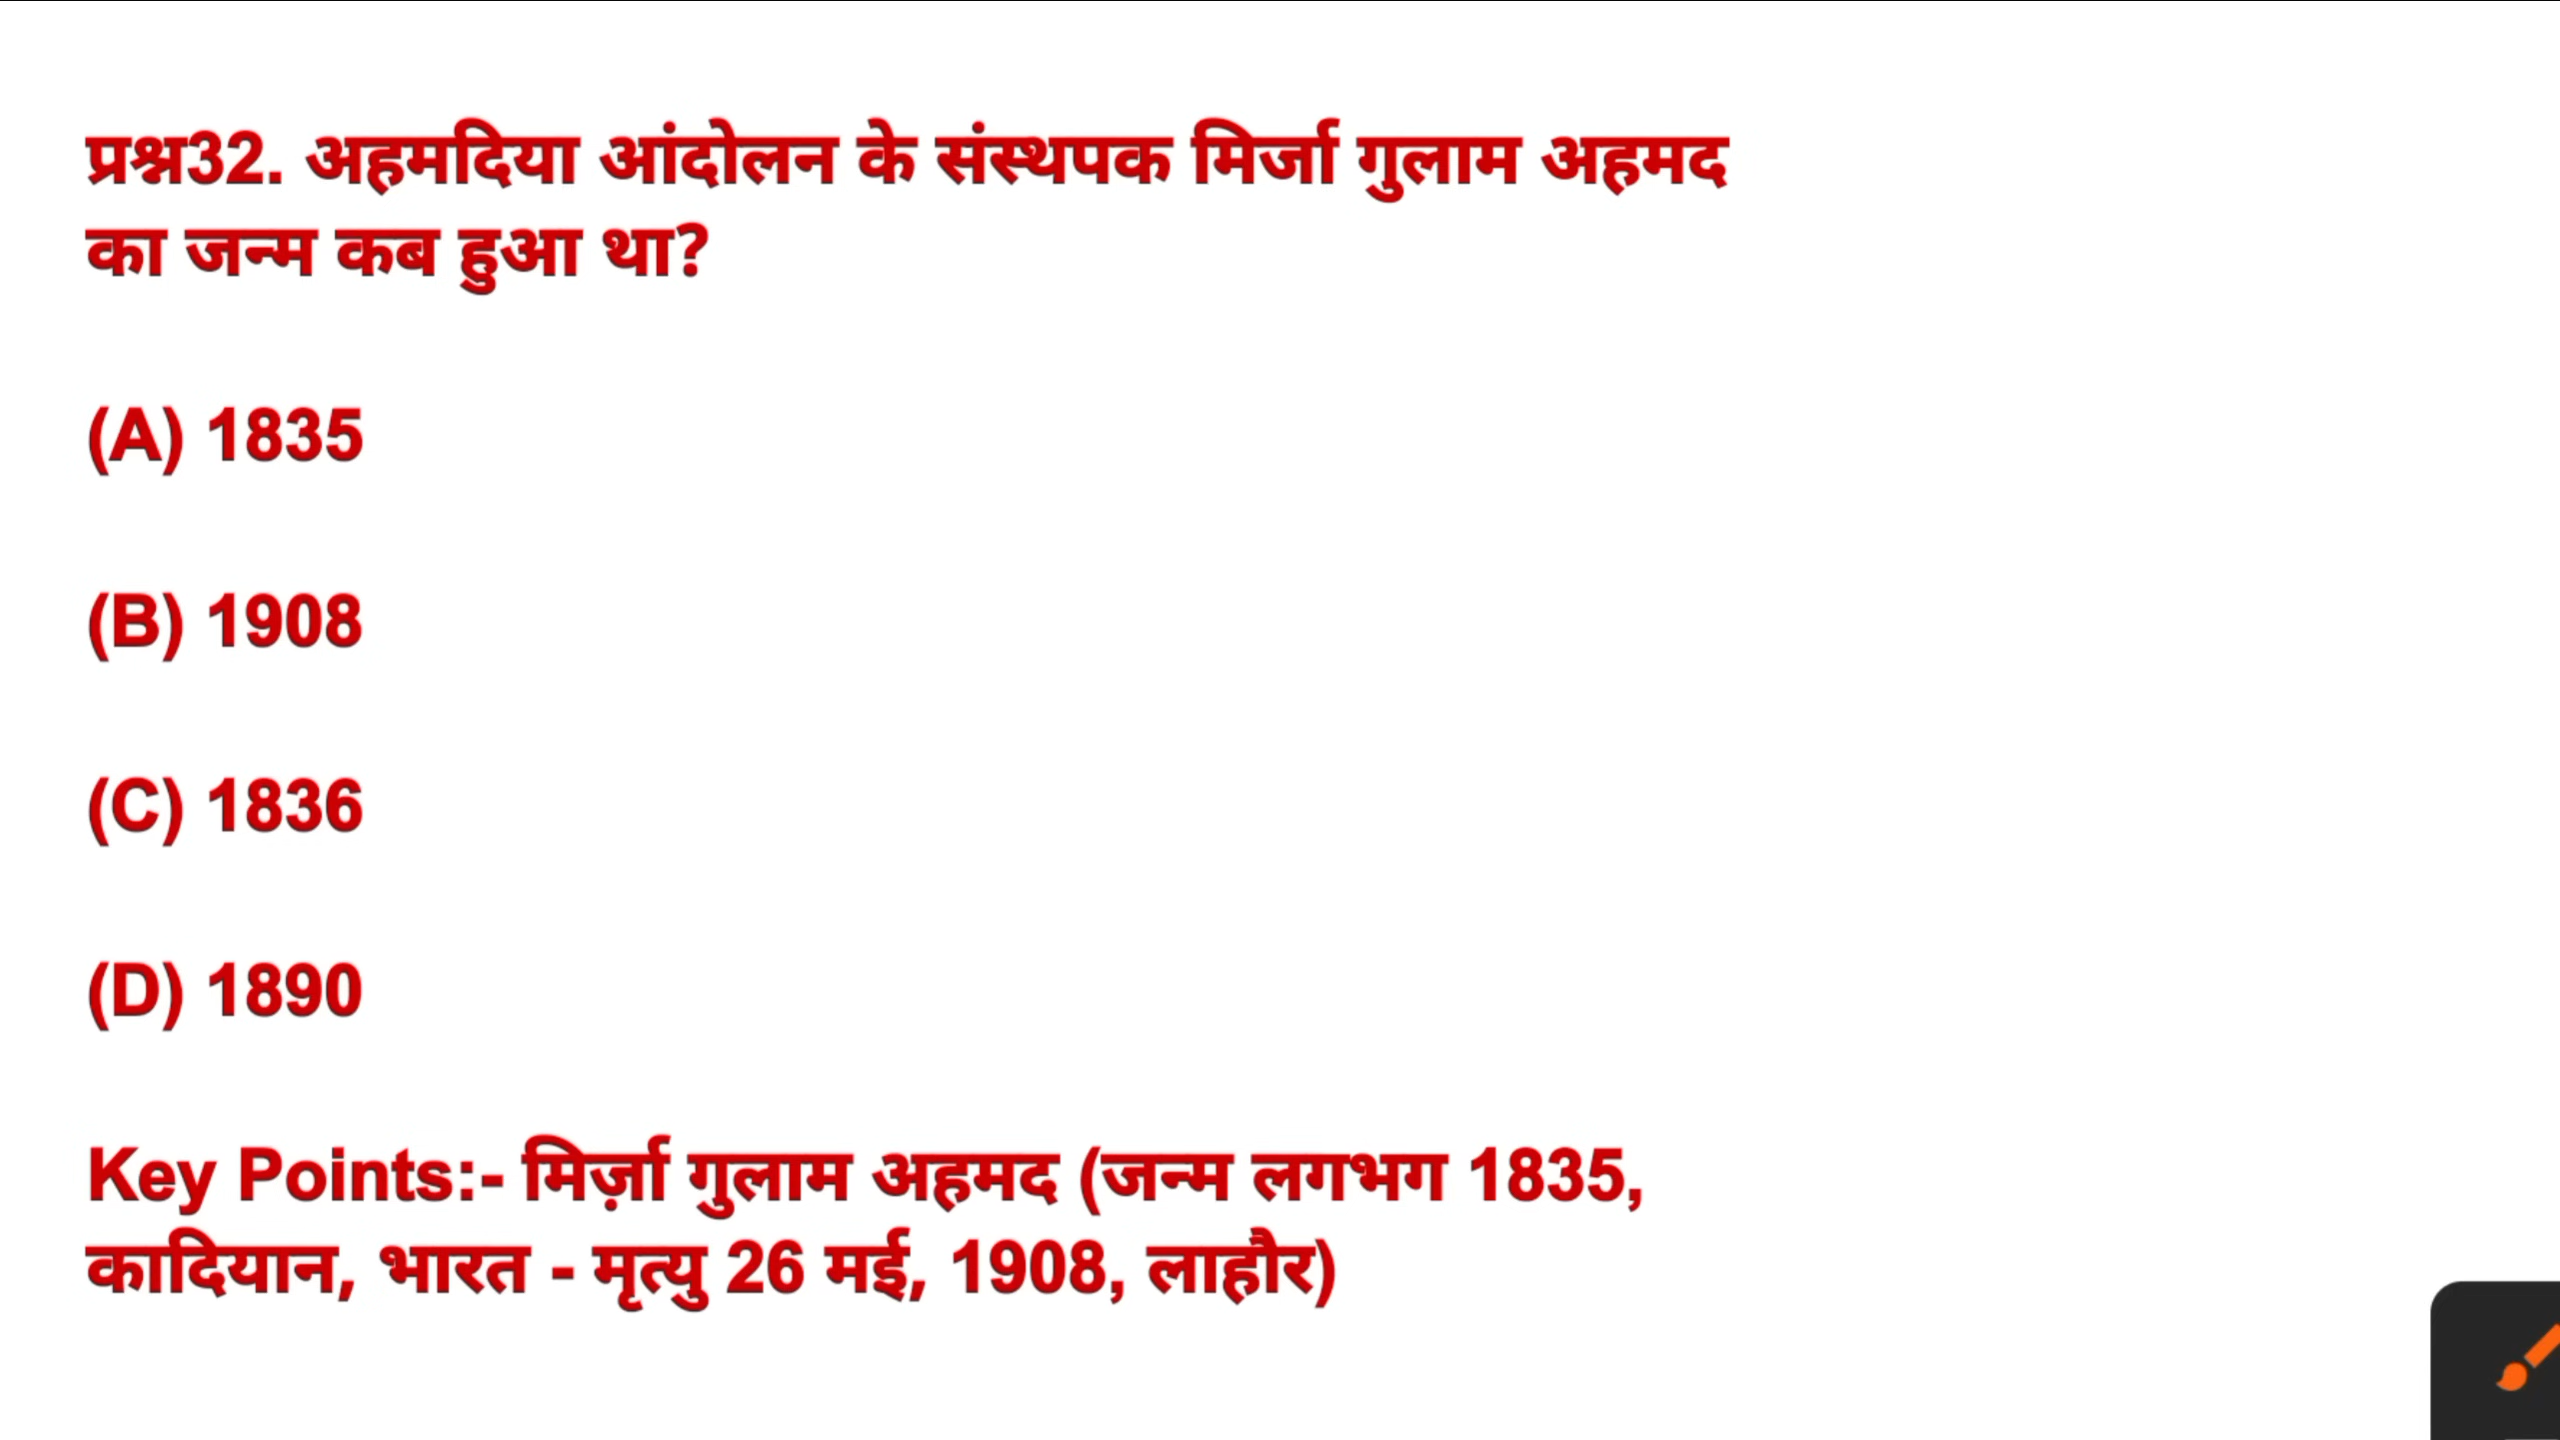 प्रश्न32. अहमदिया आंदोलन के संस्थपक मिर्जा गुलाम अहमद
का जन्म कब हुआ था?
(A) 1835
(B) 1908
(C) 1836
(D) 1890
Key Points:- मिर्ज़ा गुलाम अहमद (जन्म लगभग 1835,
कादियान, भारत - मृत्यु 26 मई, 1908, लाहौर)